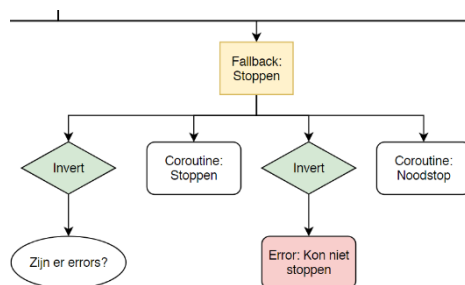 Fallback:
Stoppen
Invert
Coroutine:
Stoppen
Invert
Coroutine:
Noodstop
Zijn er errors?
Error: Kon niet
stoppen